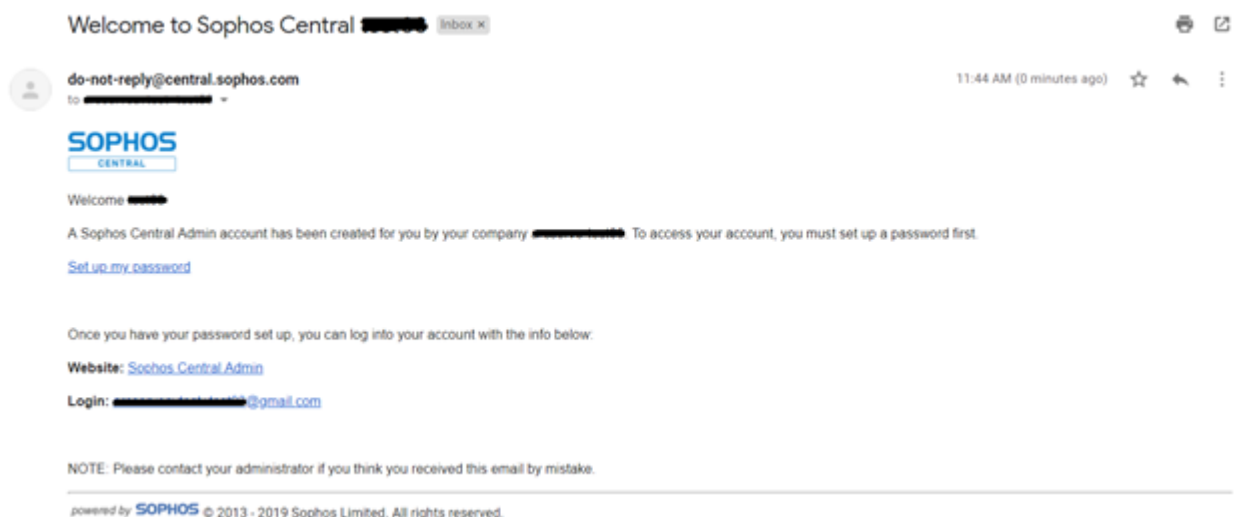 Welcome to Sophos Central
Inbox ×
do-not-reply@central.sophos.com
11:44 AM (0 minutes ago)
to
SOPHOS
CENTRAL
Welcome
A Sophos Central Admin account has been created for you by your company . To access your account, you must set up a password first.
Set up my password
Once you have your password set up, you can log into your account with the info below:
Website: Sophos Central Admin
Login: @gmail.com
NOTE: Please contact your administrator if you think you received this email by mistake.
powered by SOPHOS © 2013 - 2019 Sophos Limited. All rights reserved.